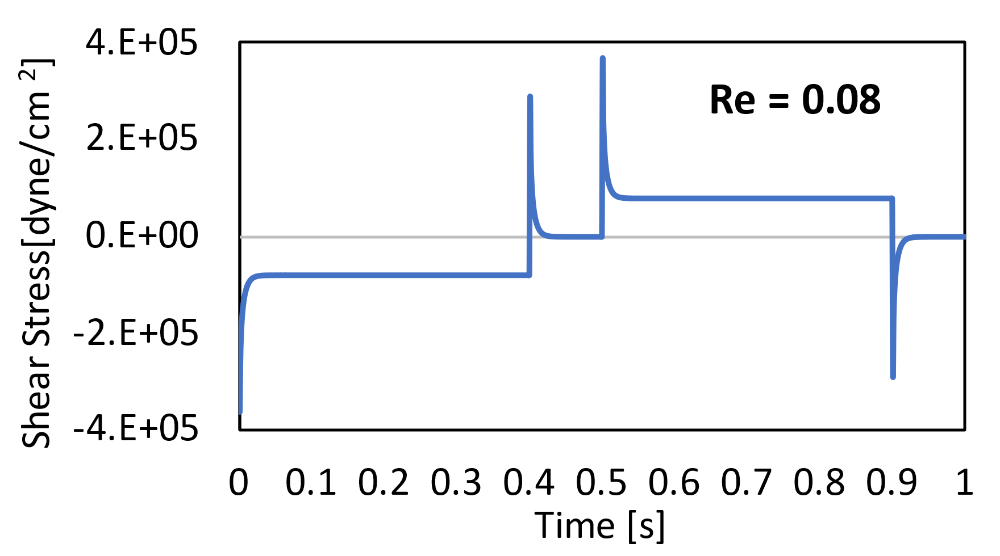 Shear Stress[dyne/cm ²]
4.E+05
2.E+05
0.E+00
-2.E+05
-4.E+05
Re = 0.08
0 0.1 0.2 0.3 0.4 0.5 0.6 0.7 0.8 0.9 1
Time [s]